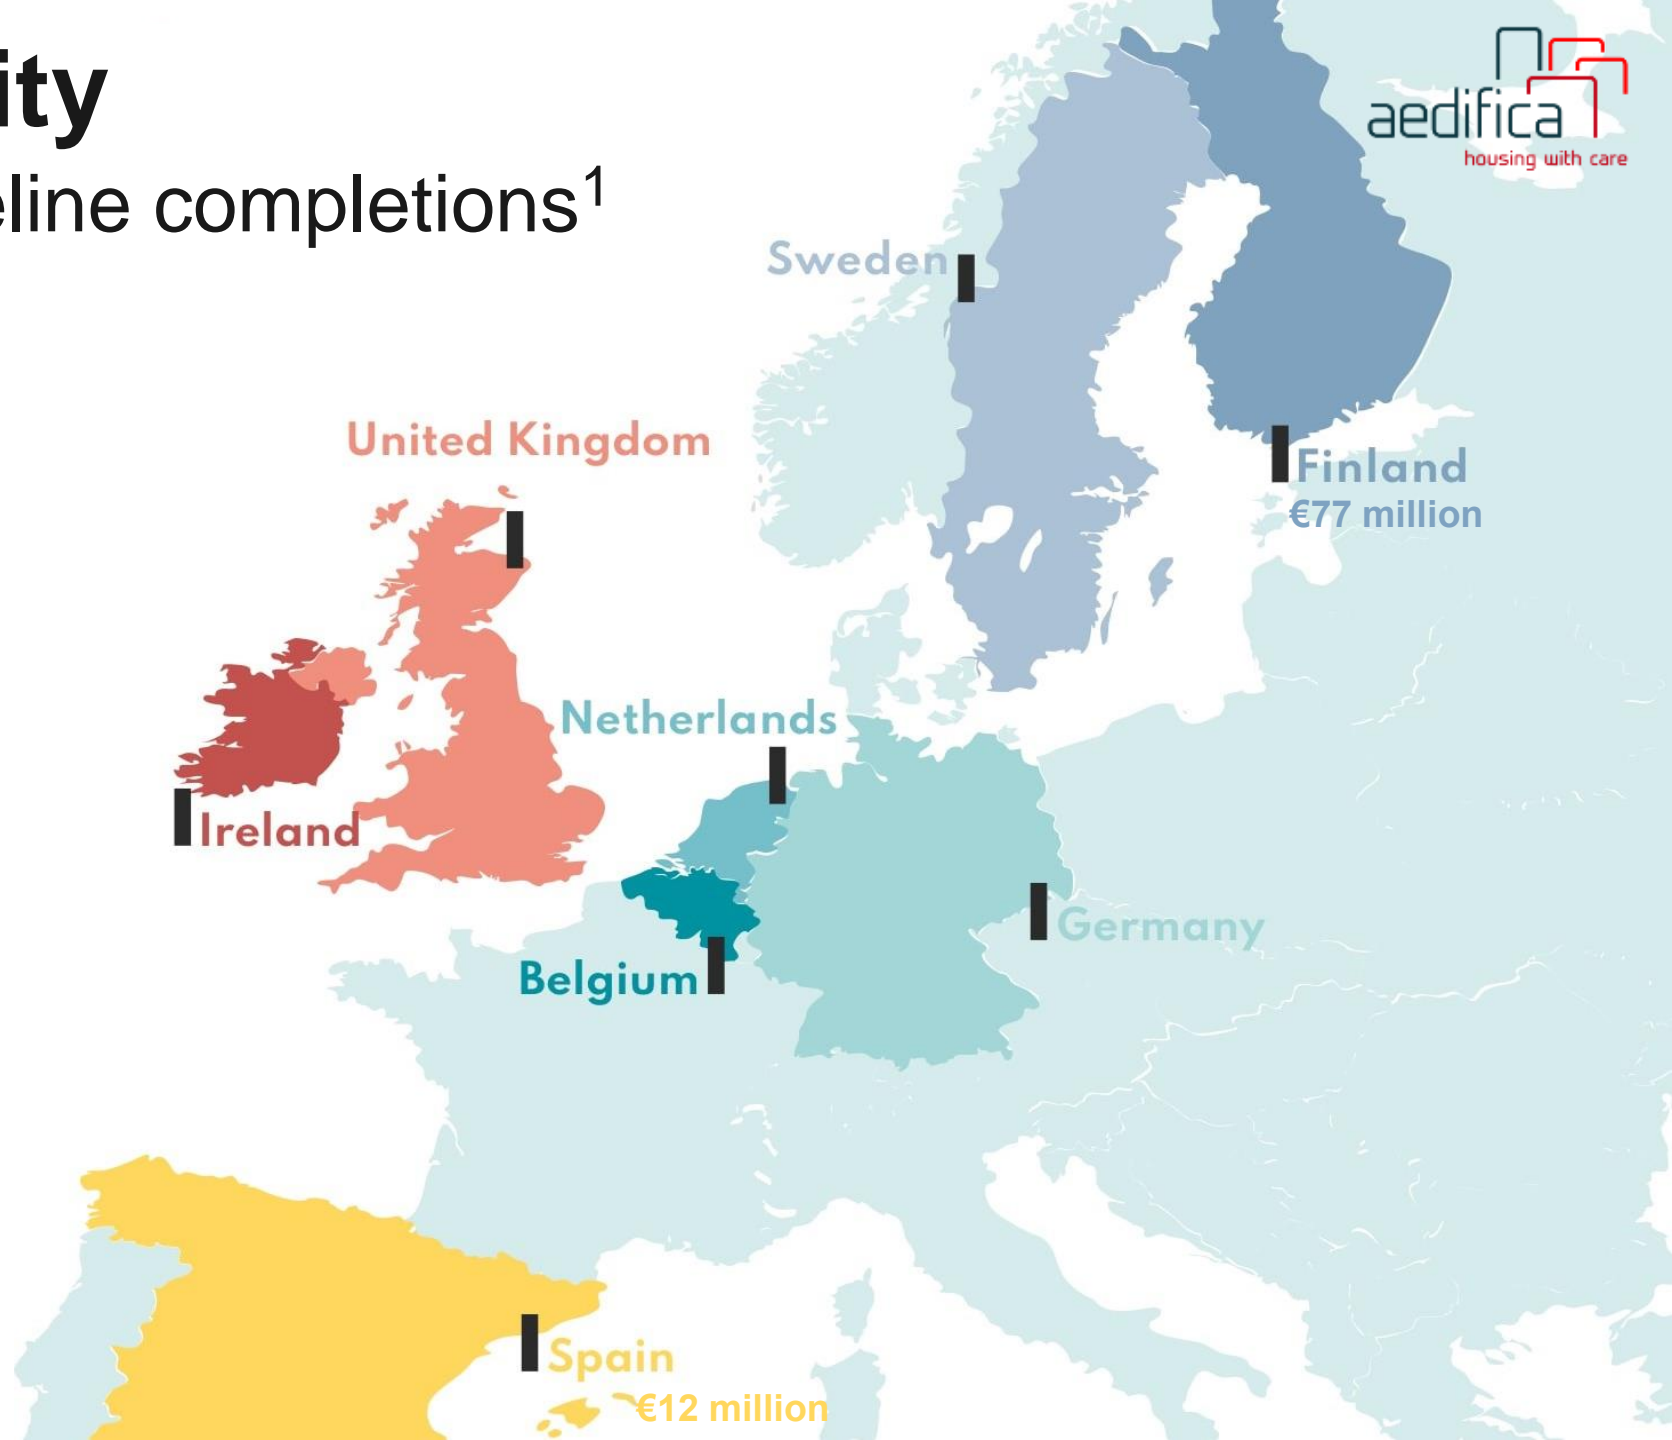 ity
eline completions1
aedifica
housing with care
Sweden
United Kingdom
Finland
€77 million
Netherlands
Ireland
Germany
Belgium
Spain
€12 million